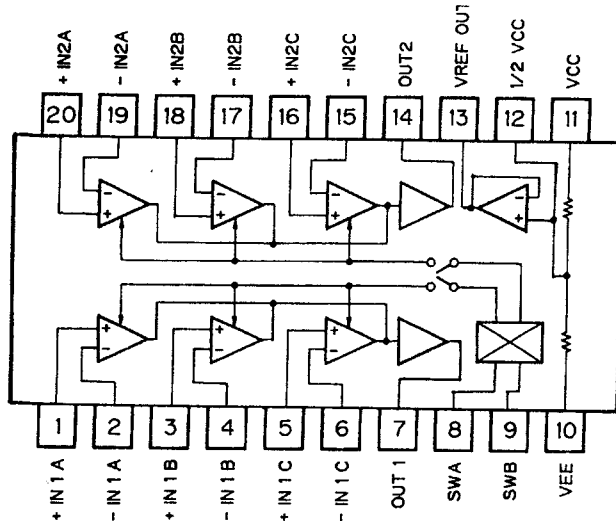 + IN2A
- IN2A
+ IN2B
- IN2B
+ IN2C
- IN2C
OUT2
VREF OUT
1/2 VCC
VCC
20 19 18 17 16 15 14 13 12 11
- - -
+ + +
-
+
+ + +
- - -
1 2 3 4 5 6 7 8 9 10
+ IN1A
- IN1A
+ IN1B
- IN1B
+ IN1C
- IN1C
OUT1
SWA
SWB
VEE